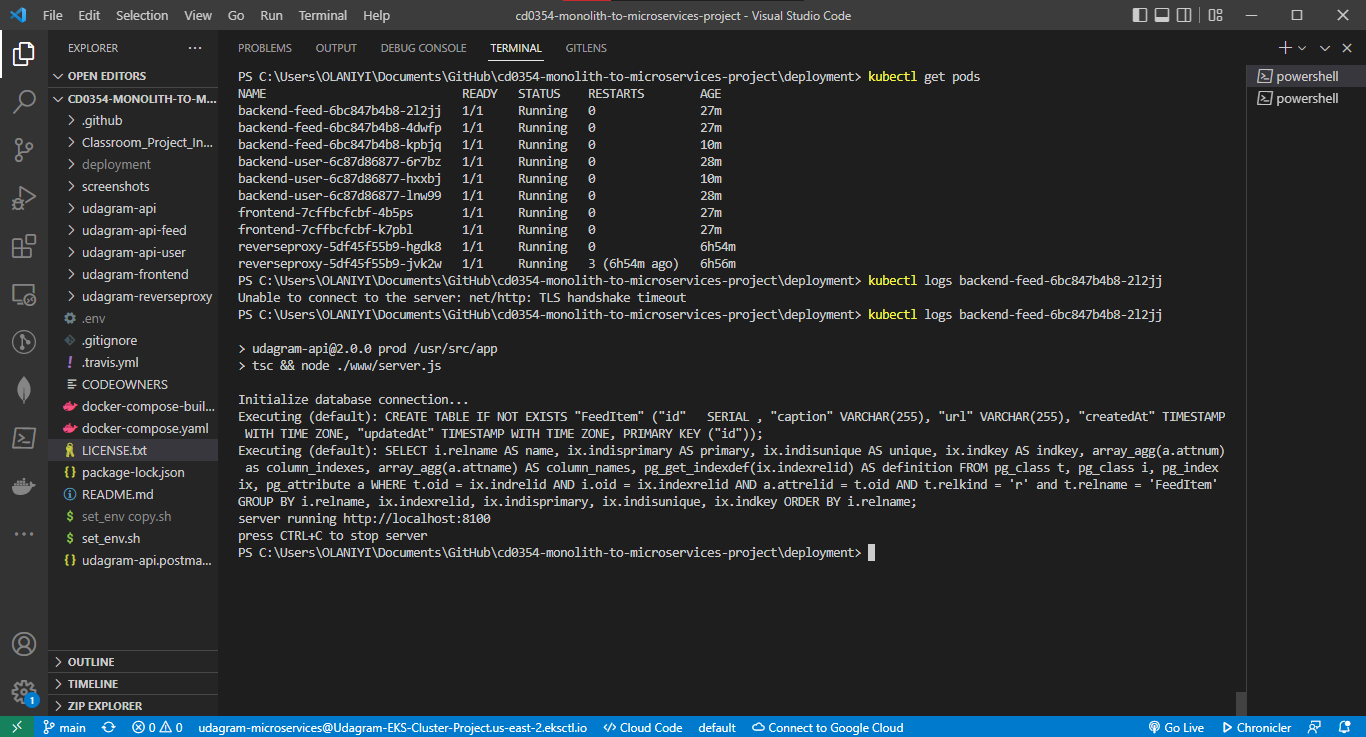 File Edit Selection View Go Run Terminal Help
cd0354-monolith-to-microservices-project - Visual Studio Code
EXPLORER
OPEN EDITORS
CD0354-MONOLITH-TO-M...
.github
Classroom_Project_In...
deployment
screenshots
udagram-api
udagram-api-feed
udagram-api-user
udagram-frontend
udagram-reverseproxy
.env
.gitignore
.travis.yml
CODEOWNERS
docker-compose-buil...
docker-compose.yaml
LICENSE.txt
package-lock.json
README.md
set_env copy.sh
set_env.sh
udagram-api.postma...
OUTLINE
TIMELINE
ZIP EXPLORER
PROBLEMS OUTPUT DEBUG CONSOLE TERMINAL GITLENS
PS C:\Users\OLANIYI\Documents\GitHub\cd0354-monolith-to-microservices-project\deployment> kubectl get pods
NAME READY STATUS RESTARTS AGE
backend-feed-6bc847b4b8-2l2jj 1/1 Running 0 27m
backend-feed-6bc847b4b8-4dwfp 1/1 Running 0 27m
backend-feed-6bc847b4b8-kpbjq 1/1 Running 0 10m
backend-user-6c87d86877-6r7bz 1/1 Running 0 28m
backend-user-6c87d86877-hxxbj 1/1 Running 0 10m
backend-user-6c87d86877-lnw99 1/1 Running 0 28m
frontend-7cffbcfcbf-4b5ps 1/1 Running 0 27m
frontend-7cffbcfcbf-k7pbl 1/1 Running 0 27m
reverseproxy-5df45f55b9-hgdk8 1/1 Running 0 6h54m
reverseproxy-5df45f55b9-jvk2w 1/1 Running 3 (6h54m ago) 6h56m
PS C:\Users\OLANIYI\Documents\GitHub\cd0354-monolith-to-microservices-project\deployment> kubectl logs backend-feed-6bc847b4b8-2l2jj
Unable to connect to the server: net/http: TLS handshake timeout
PS C:\Users\OLANIYI\Documents\GitHub\cd0354-monolith-to-microservices-project\deployment> kubectl logs backend-feed-6bc847b4b8-2l2jj
> udagram-api@2.0.0 prod /usr/src/app
> tsc && node ./www/server.js
Initialize database connection...
Executing (default): CREATE TABLE IF NOT EXISTS "FeedItem" ("id"   SERIAL , "caption" VARCHAR(255), "url" VARCHAR(255), "createdAt" TIMESTAMP
WITH TIME ZONE, "updatedAt" TIMESTAMP WITH TIME ZONE, PRIMARY KEY ("id"));
Executing (default): SELECT i.relname AS name, ix.indisprimary AS primary, ix.indisunique AS unique, ix.indkey AS indkey, array_agg(a.attnum)
as column_indexes, array_agg(a.attname) AS column_names, pg_get_indexdef(ix.indexrelid) AS definition FROM pg_class t, pg_class i, pg_index
ix, pg_attribute a WHERE t.oid = ix.indrelid AND i.oid = ix.indexrelid AND a.attrelid = t.oid AND t.relkind = 'r' and t.relname = 'FeedItem'
GROUP BY i.relname, ix.indexrelid, ix.indisprimary, ix.indisunique, ix.indkey ORDER BY i.relname;
server running http://localhost:8100
press CTRL+C to stop server
PS C:\Users\OLANIYI\Documents\GitHub\cd0354-monolith-to-microservices-project\deployment>
powershell
powershell
1
main 0 0 udagram-microservices@Udagram-EKS-Cluster-Project.us-east-2.eksctl.io Cloud Code default Connect to Google Cloud Go Live Chronicler